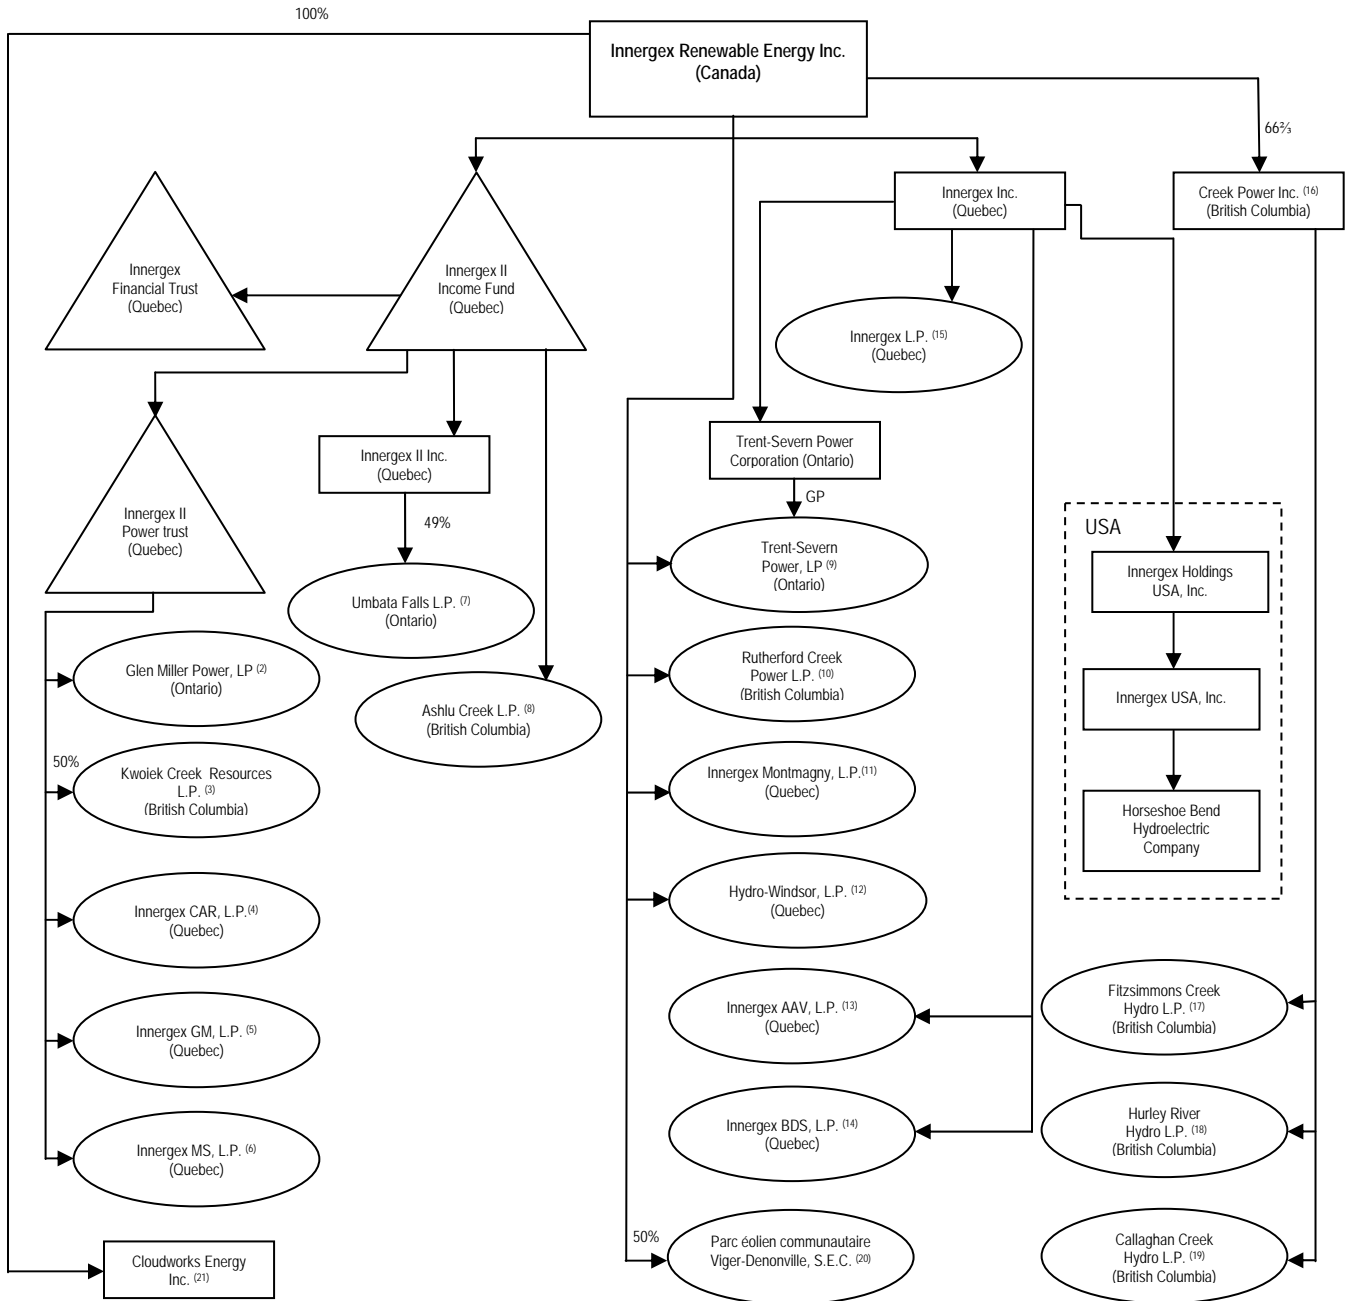 100%
Innergex Renewable Energy Inc.
(Canada)
66⅔
Innergex
Financial Trust
(Quebec)
Innergex II
Income Fund
(Quebec)
Innergex Inc.
(Quebec)
Creek Power Inc. (16)
(British Columbia)
Innergex L.P. (15)
(Quebec)
Innergex II
Power trust
(Quebec)
Innergex II Inc.
(Quebec)
49%
Umbata Falls L.P. (7)
(Ontario)
Ashlu Creek L.P. (8)
(British Columbia)
Trent-Severn Power
Corporation (Ontario)
GP
Trent-Severn
Power, LP (9)
(Ontario)
USA
Innergex Holdings
USA, Inc.
Innergex USA, Inc.
Horseshoe Bend
Hydroelectric
Company
Glen Miller Power, LP (2)
(Ontario)
50%
Kwoiek Creek Resources
L.P. (3)
(British Columbia)
Innergex CAR, L.P.(4)
(Quebec)
Innergex GM, L.P. (5)
(Quebec)
Innergex MS, L.P. (6)
(Quebec)
Cloudworks Energy
Inc. (21)
Rutherford Creek
Power L.P. (10)
(British Columbia)
Innergex Montmagny, L.P.(11)
(Quebec)
Hydro-Windsor, L.P. (12)
(Quebec)
Innergex AAV, L.P. (13)
(Quebec)
Innergex BDS, L.P. (14)
(Quebec)
50%
Parc éolien communautaire
Viger-Denonville, S.E.C. (20)
Fitzsimmons Creek
Hydro L.P. (17)
(British Columbia)
Hurley River
Hydro L.P. (18)
(British Columbia)
Callaghan Creek
Hydro L.P. (19)
(British Columbia)